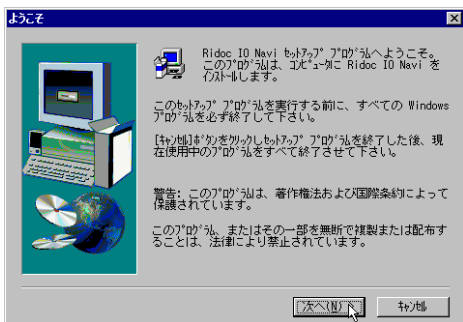 ようこそ
Ridoc IO Navi ｾｯﾄｱｯﾌﾟ ﾌﾟﾛｸﾞﾗﾑへようこそ。
このﾌﾟﾛｸﾞﾗﾑは、ｺﾝﾋﾟｭｰﾀに Ridoc IO Navi を
ｲﾝｽﾄｰﾙします。
このｾｯﾄｱｯﾌﾟ ﾌﾟﾛｸﾞﾗﾑを実行する前に、すべての Windows
ﾌﾟﾛｸﾞﾗﾑを必ず終了して下さい。
[ｷｬﾝｾﾙ]ﾎﾞﾀﾝをｸﾘｯｸしｾｯﾄｱｯﾌﾟ ﾌﾟﾛｸﾞﾗﾑを終了した後、現
在使用中のﾌﾟﾛｸﾞﾗﾑをすべて終了させて下さい。
警告: このﾌﾟﾛｸﾞﾗﾑは、著作権法および国際条約によって
保護されています。
このﾌﾟﾛｸﾞﾗﾑ、またはその一部を無断で複製または配布す
ることは、法律により禁止されています。
次へ(N) >
ｷｬﾝｾﾙ